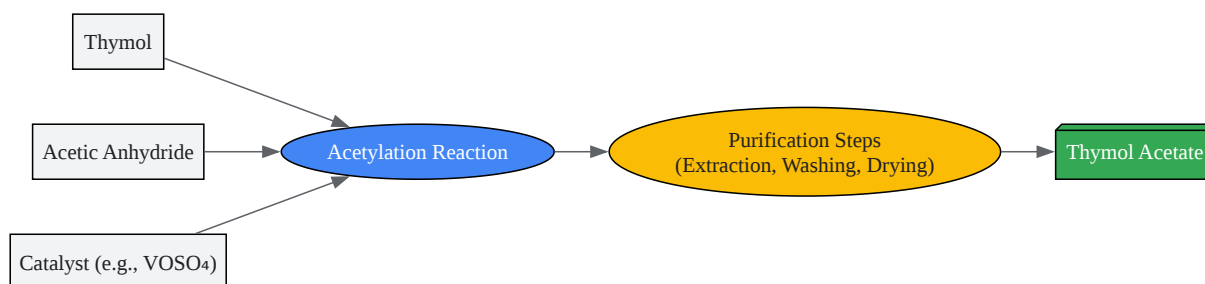 Thymol
Acetic Anhydride
Catalyst (e.g., VOSO₄)
Acetylation Reaction
Purification Steps
(Extraction, Washing, Drying)
Thymol Acetate